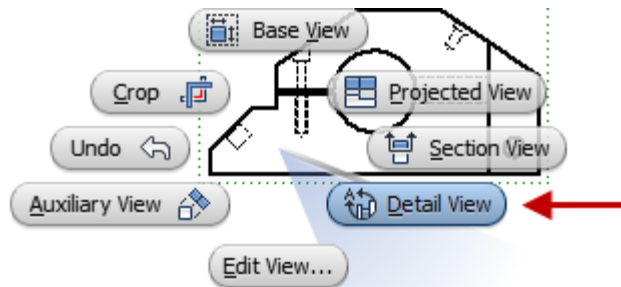 Base View
Crop
Projected View
Undo
Section View
Auxiliary View
Detail View
Edit View...